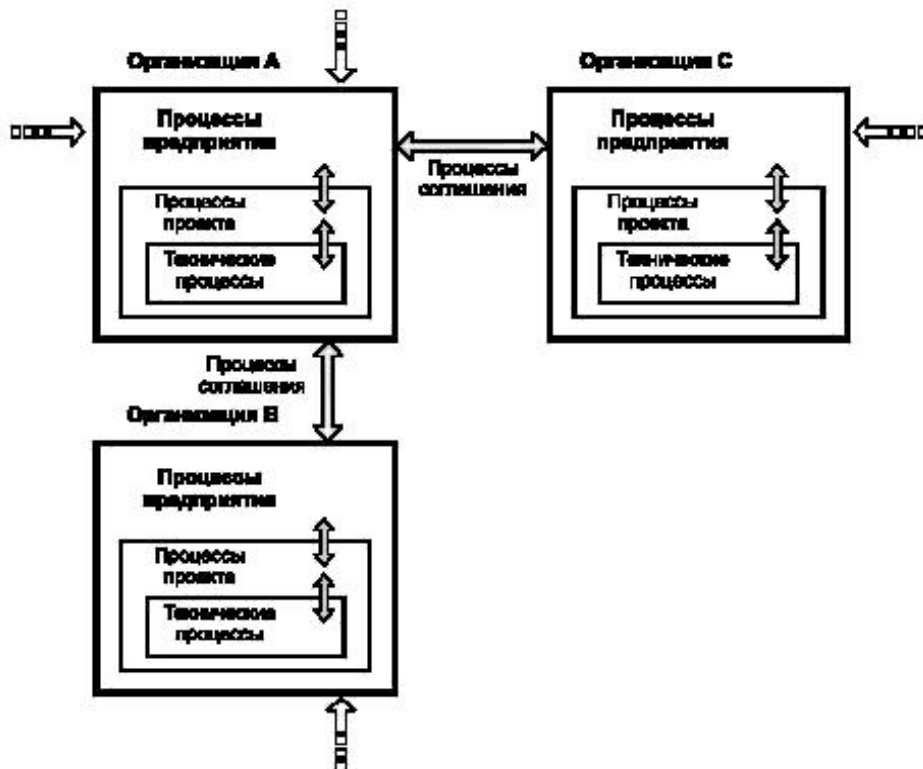 Организация A
Организация C
Процессы
предприятия
Процессы
предприятия
Процессы
соглашения
Процессы
проекта
Процессы
проекта
Технические
процессы
Технические
процессы
Процессы
соглашения
Организация B
Процессы
предприятия
Процессы
проекта
Технические
процессы